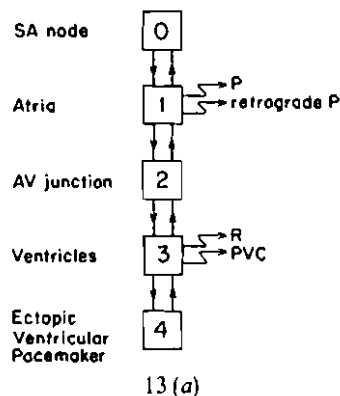 SA node
0
P
Atria
1
retrograde P
AV junction
2
R
Ventricles
3
PVC
Ectopic
Ventricular
Pacemaker
4
13 (a)